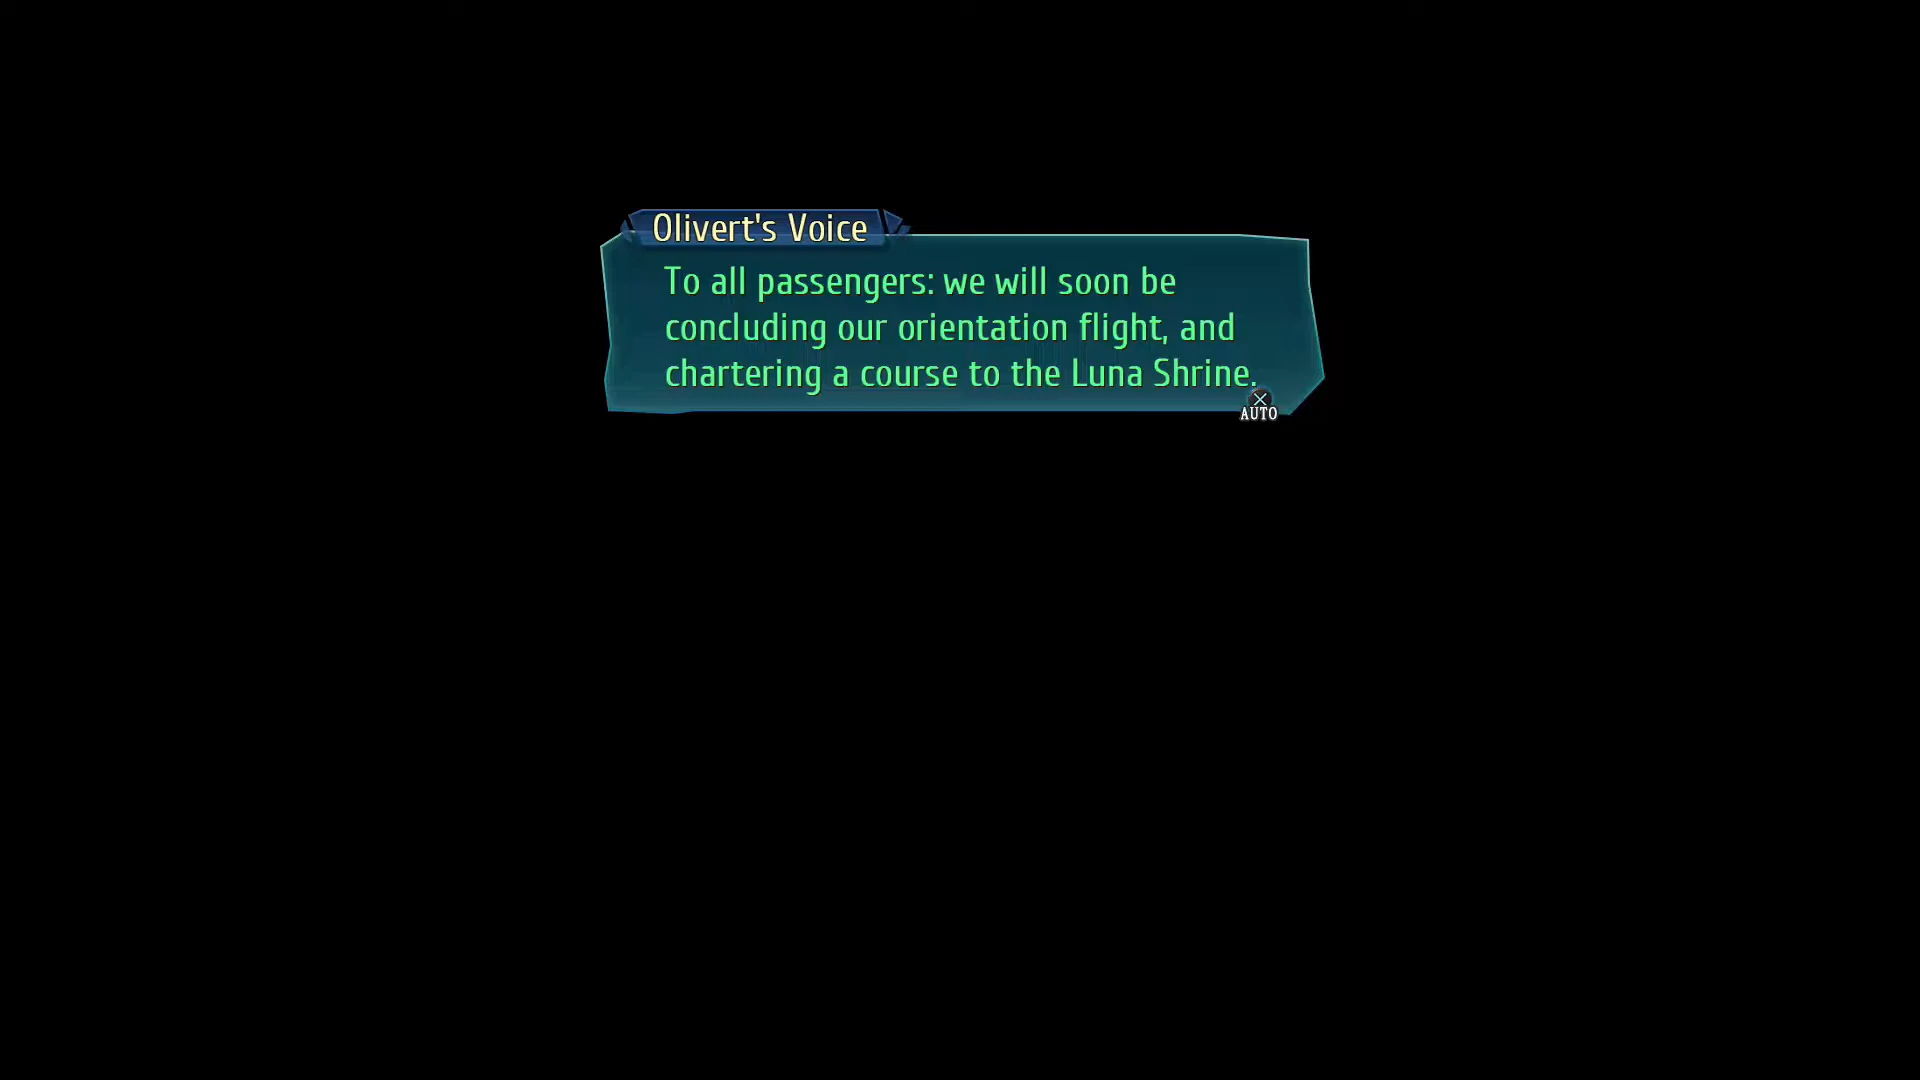 Olivert's Voice
To all passengers: we will soon be
concluding our orientation flight, and
chartering a course to the Luna Shrine.
AUTO